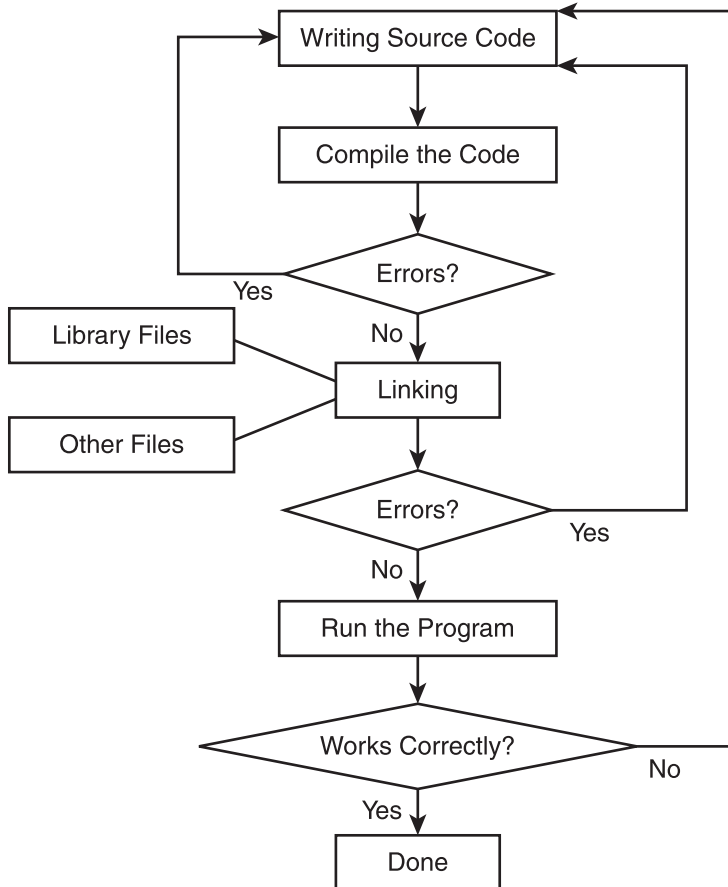 Writing Source Code
Compile the Code
Errors?
Yes
No
Library Files
Linking
Other Files
Errors?
Yes
No
Run the Program
Works Correctly?
No
Yes
Done